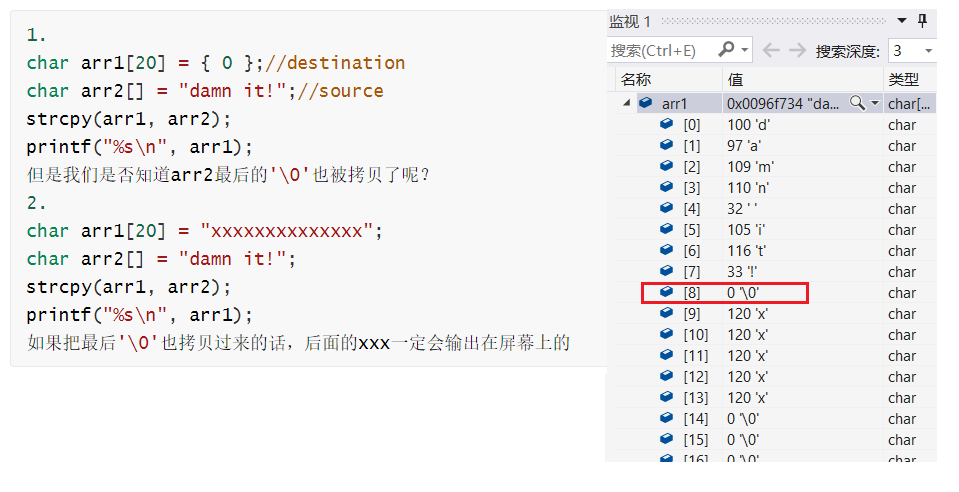 1.
char arr1[20] = { 0 };//destination
char arr2[] = "damn it!";//source
strcpy(arr1, arr2);
printf("%s\n", arr1);
但是我们是否知道arr2最后的'\0'也被拷贝了呢？
2.
char arr1[20] = "xxxxxxxxxxxxxx";
char arr2[] = "damn it!";
strcpy(arr1, arr2);
printf("%s\n", arr1);
如果把最后'\0'也拷贝过来的话，后面的xxx一定会输出在屏幕上的
监视 1
搜索(Ctrl+E) 搜索深度: 3
名称 值 类型
arr1 0x0096f734 "da... char[...
[0] 100 'd' char
[1] 97 'a' char
[2] 109 'm' char
[3] 110 'n' char
[4] 32 ' ' char
[5] 105 'i' char
[6] 116 't' char
[7] 33 '!' char
[8] 0 '\0' char
[9] 120 'x' char
[10] 120 'x' char
[11] 120 'x' char
[12] 120 'x' char
[13] 120 'x' char
[14] 0 '\0' char
[15] 0 '\0' char
[16] 0 '\0' char